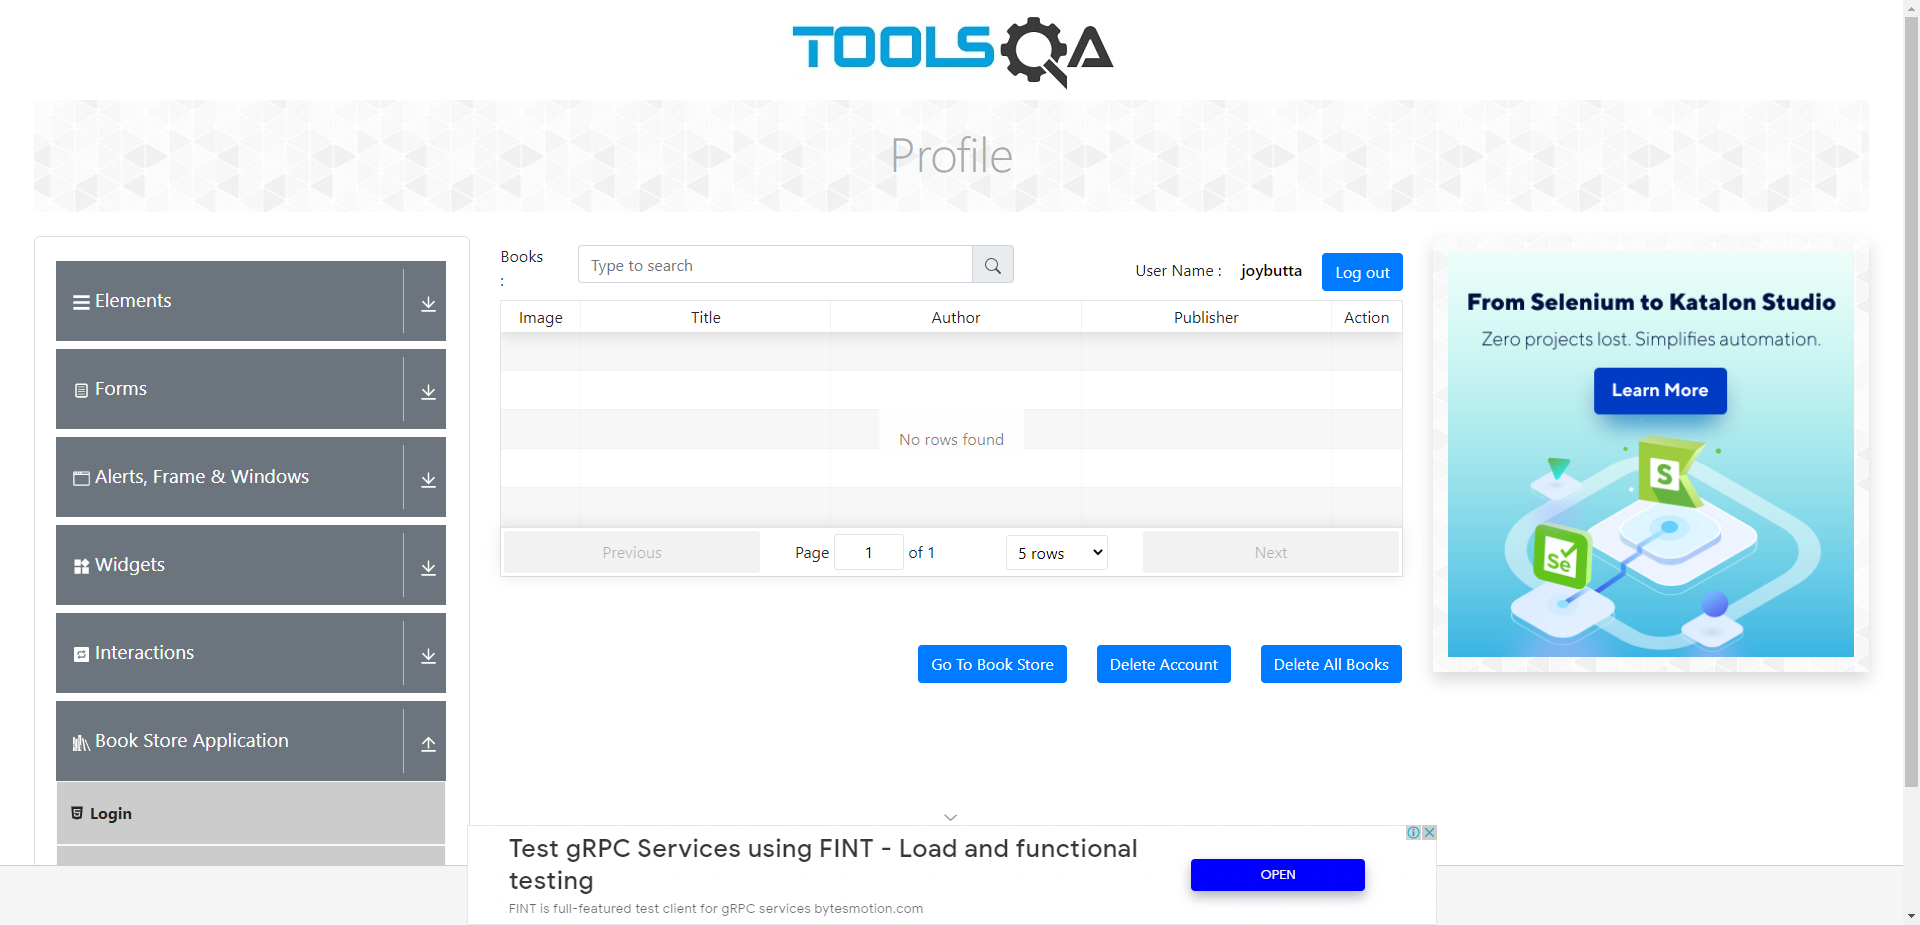 TOOLSQA
Profile
Elements
Forms
Alerts, Frame & Windows
Widgets
Interactions
Book Store Application
Login
Books
:
Type to search
User Name :
joybutta
Log out
Image
Title
Author
Publisher
Action
No rows found
Previous
Page
1
of 1
5 rows
Next
Go To Book Store
Delete Account
Delete All Books
From Selenium to Katalon Studio
Zero projects lost. Simplifies automation.
Learn More
S
Se
Test gRPC Services using FINT - Load and functional
testing
FINT is full-featured test client for gRPC services bytesmotion.com
OPEN